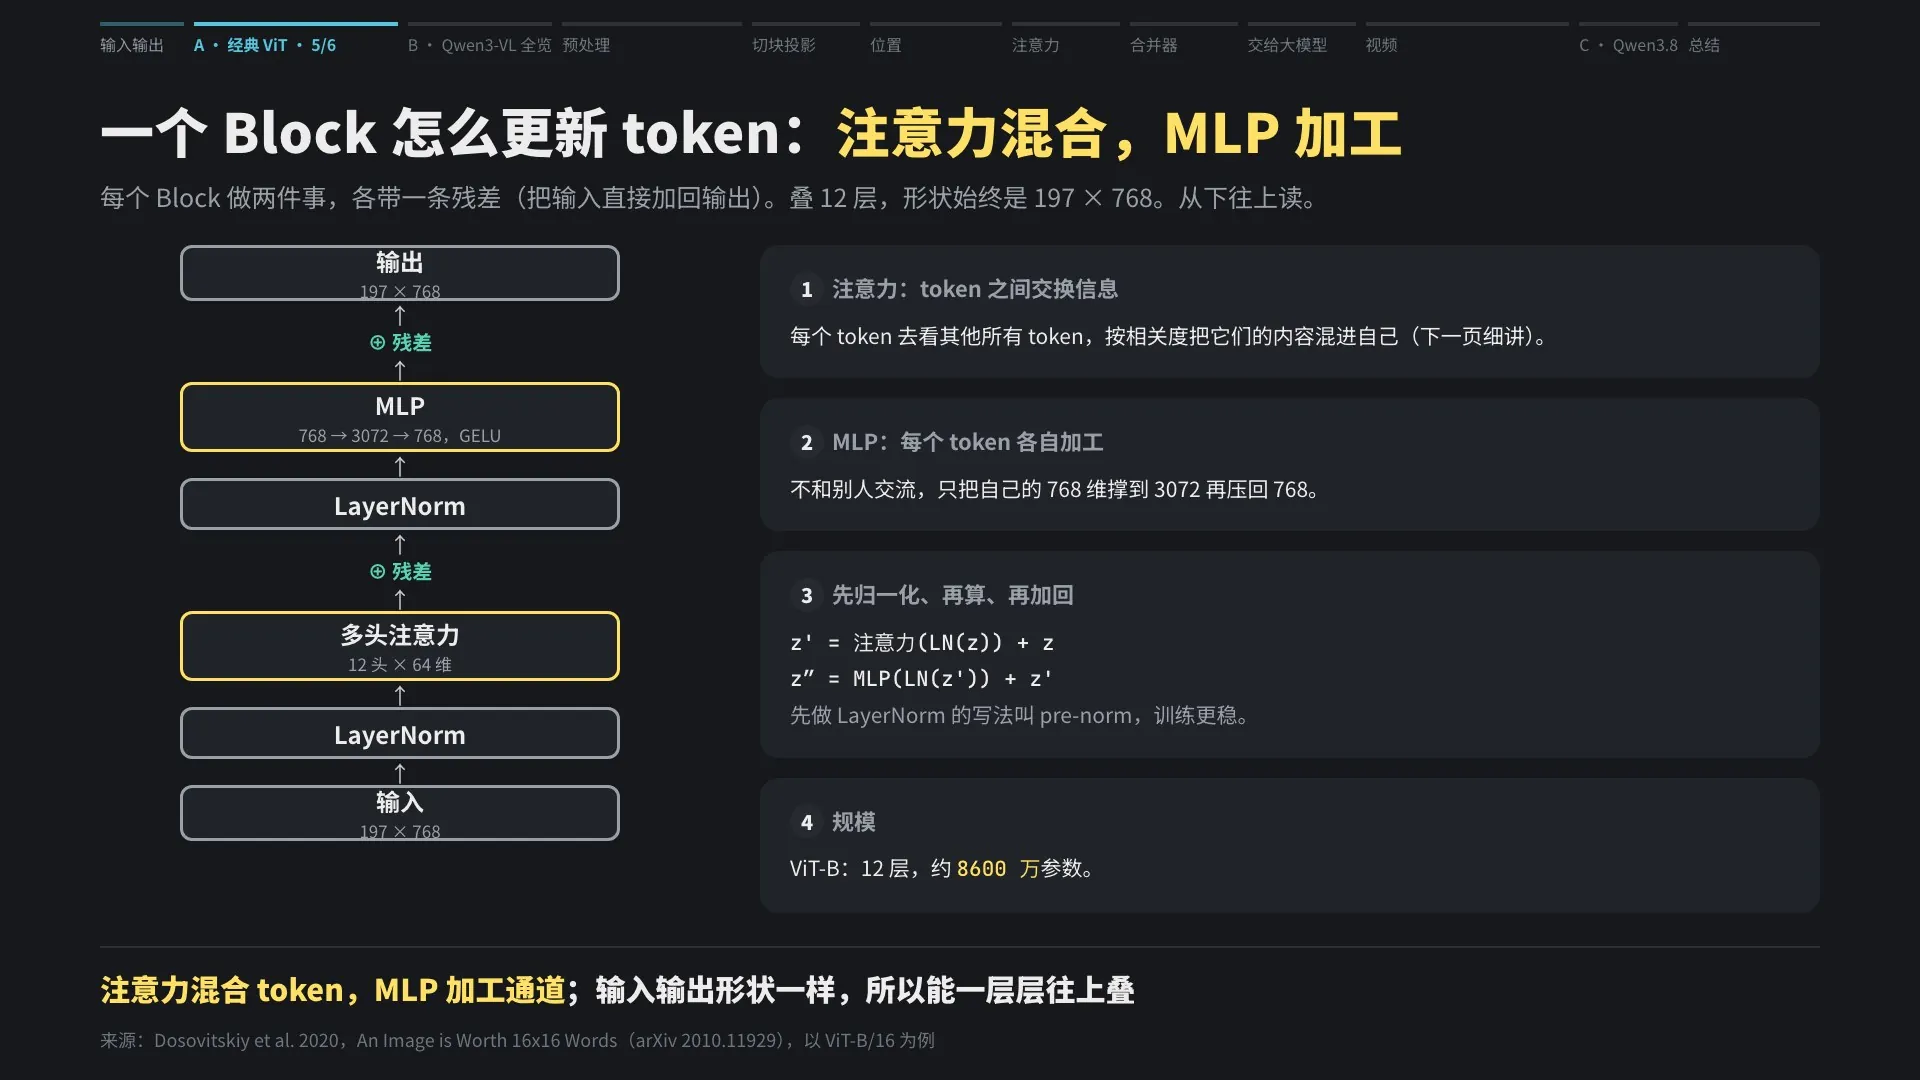 输入输出
A · 经典 ViT · 5/6
B · Qwen3-VL 全览
预处理
切块投影
位置
注意力
合并器
交给大模型
视频
C · Qwen3.8
总结
一个 Block 怎么更新 token：注意力混合，MLP 加工
每个 Block 做两件事，各带一条残差（把输入直接加回输出）。叠 12 层，形状始终是 197 × 768。从下往上读。
输出
197 × 768
↑
⊕ 残差
↑
MLP
768 → 3072 → 768，GELU
↑
LayerNorm
↑
⊕ 残差
↑
多头注意力
12 头 × 64 维
↑
LayerNorm
↑
输入
197 × 768
1 注意力：token 之间交换信息
每个 token 去看其他所有 token，按相关度把它们的内容混进自己（下一页细讲）。
2 MLP：每个 token 各自加工
不和别人交流，只把自己的 768 维撑到 3072 再压回 768。
3 先归一化、再算、再加回
z' = 注意力(LN(z)) + z
z” = MLP(LN(z')) + z'
先做 LayerNorm 的写法叫 pre-norm，训练更稳。
4 规模
ViT-B：12 层，约 8600 万参数。
注意力混合 token，MLP 加工通道；输入输出形状一样，所以能一层层往上叠
来源：Dosovitskiy et al. 2020，An Image is Worth 16x16 Words（arXiv 2010.11929），以 ViT-B/16 为例